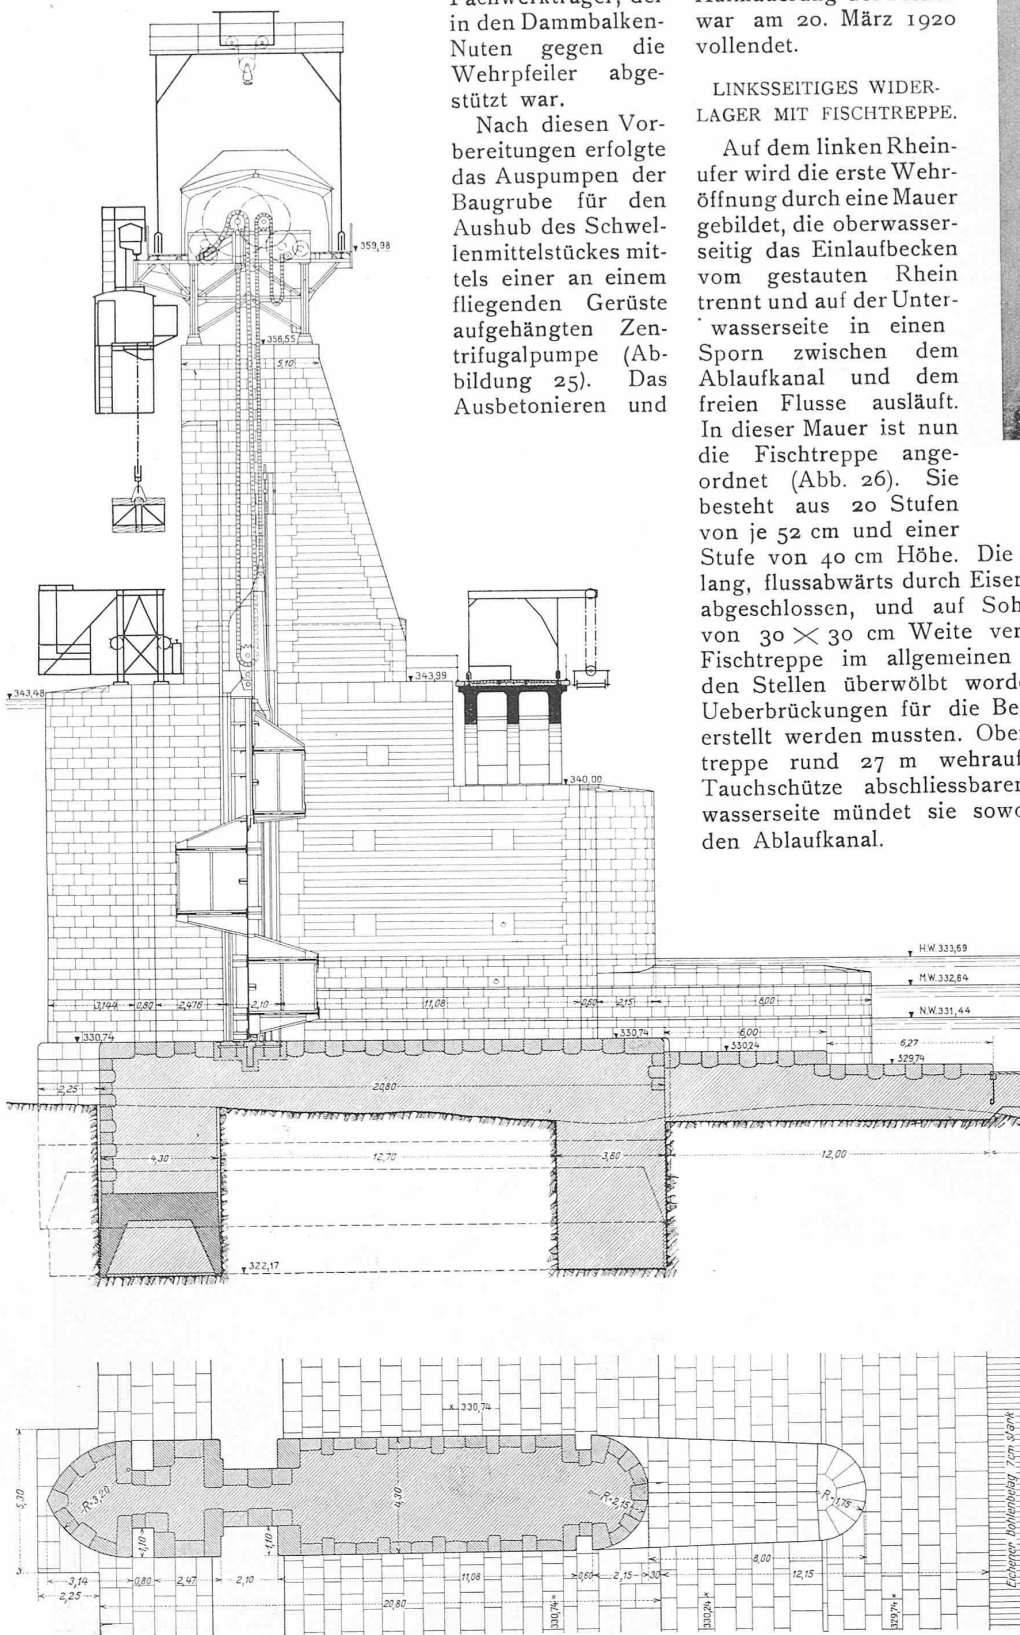 in den Dammbalken-
Nuten gegen die
Wehrpfeiler abge-
stützt war.
Nach diesen Vor-
bereitungen erfolgte
das Auspumpen der
Baugrube für den
Aushub des Schwel-
lenmittelstückes mit-
tels einer an einem
fliegenden Gerüste
aufgehängten Zen-
trifugalpumpe (Ab-
bildung 25). Das
Ausbetonieren und
war am 20. März 1920
vollendet.
LINKSSEITIGES WIDER-
LAGER MIT FISCHTREPPE.
Auf dem linken Rhein-
ufer wird die erste Wehr-
öffnung durch eine Mauer
gebildet, die oberwasser-
seitig das Einlaufbecken
vom gestauten Rhein
trennt und auf der Unter-
wasserseite in einen
Sporn zwischen dem
Ablaufkanal und dem
freien Flusse ausläuft.
In dieser Mauer ist nun
die Fischtreppe ange-
ordnet (Abb. 26). Sie
besteht aus 20 Stufen
von je 52 cm und einer
Stufe von 40 cm Höhe. Die
lang, flussabwärts durch Eisen
abgeschlossen, und auf Soh
von 30 × 30 cm Weite ver
Fischtreppe im allgemeinen
den Stellen überwölbt word
Ueberbrückungen für die Be
erstellt werden mussten. Ober
treppe rund 27 m wehrauf
Tauchschütze abschliessbaren
wasserseite mündet sie sowo
den Ablaufkanal.
359,98
356,55
5,10
343,48
343,99
340,00
H.W. 333,69
M.W. 332,64
N.W. 331,44
3,144 0,80 2,476 2,10 11,08 0,60 2,15 8,00
330,74
330,74
6,00
330,24
6,27
329,74
2,25
20,80
4,30
12,70
3,60
12,00
322,17
× 330,74
5,30
R=3,20
4,30
R=2,15
R=1,75
1,10
1,10
8,00
3,14 0,80 2,47 2,10 11,08 0,60 2,15 30 12,15
2,25
20,80
330,74 ×
330,24 ×
329,74 ×
Eichener Bohlenbelag 7cm stark